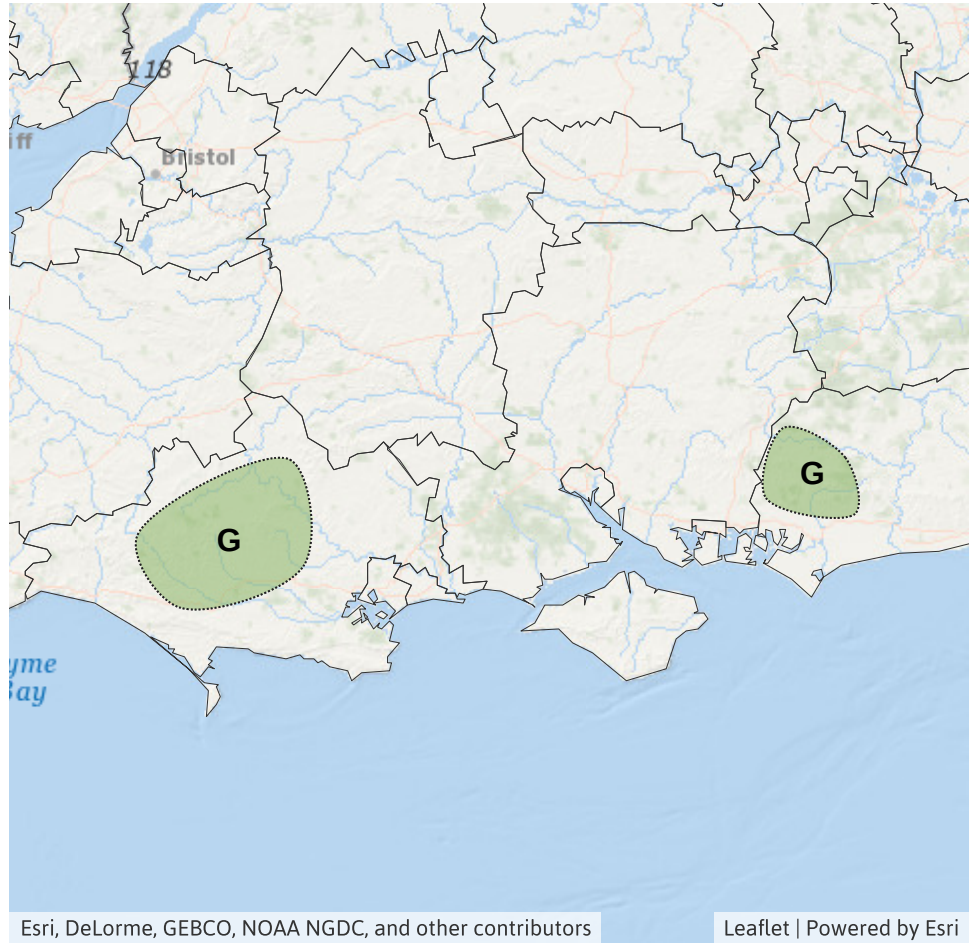 118
iff
Bristol
G
G
yme
Bay
Esri, DeLorme, GEBCO, NOAA NGDC, and other contributors
Leaflet | Powered by Esri